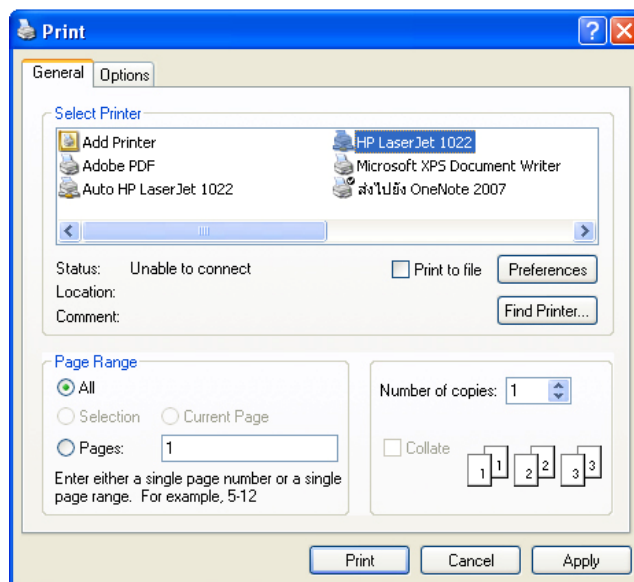 Print
General Options
Select Printer
Add Printer
HP LaserJet 1022
Adobe PDF
Microsoft XPS Document Writer
Auto HP LaserJet 1022
ส่งไปยัง OneNote 2007
Status: Unable to connect
Print to file
Preferences
Location:
Comment:
Find Printer...
Page Range
All
Number of copies: 1
Selection
Current Page
Pages: 1
Collate
1 1 2 2 3 3
Enter either a single page number or a single
page range. For example, 5-12
Print
Cancel
Apply